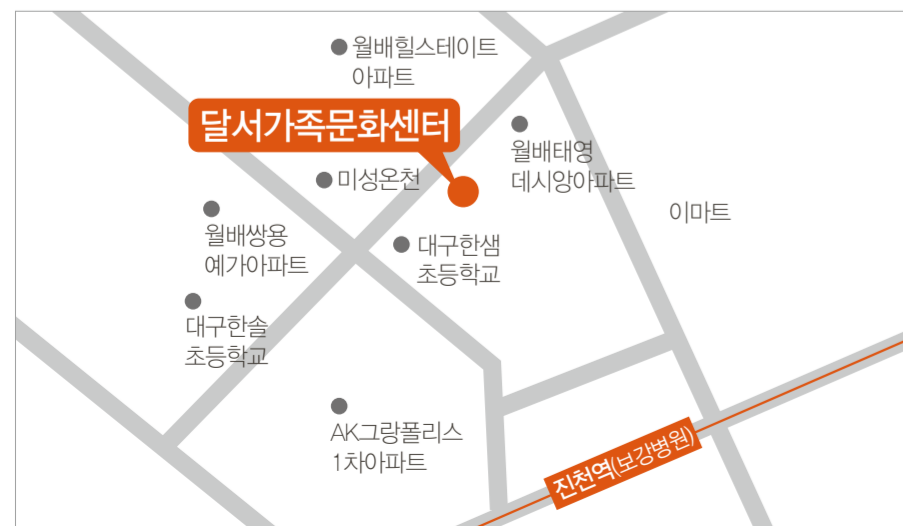 월배힐스테이트
아파트
달서가족문화센터
월배태영
데시앙아파트
미성온천
이마트
월배쌍용
예가아파트
대구한샘
초등학교
대구한솔
초등학교
AK그랑폴리스
1차아파트
진천역(보강병원)